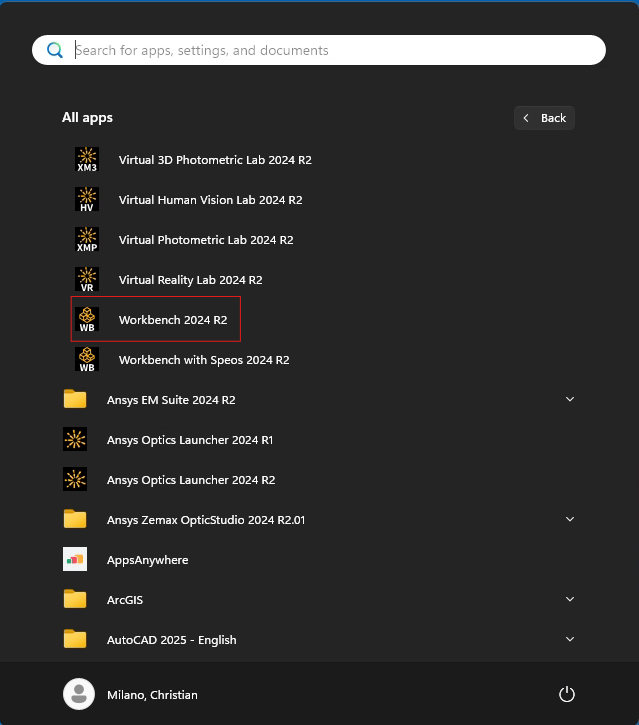 Search for apps, settings, and documents
All apps
Back
XM3
Virtual 3D Photometric Lab 2024 R2
HV
Virtual Human Vision Lab 2024 R2
XMP
Virtual Photometric Lab 2024 R2
VR
Virtual Reality Lab 2024 R2
WB
Workbench 2024 R2
WB
Workbench with Speos 2024 R2
Ansys EM Suite 2024 R2
Ansys Optics Launcher 2024 R1
Ansys Optics Launcher 2024 R2
Ansys Zemax OpticStudio 2024 R2.01
AppsAnywhere
ArcGIS
AutoCAD 2025 - English
Milano, Christian